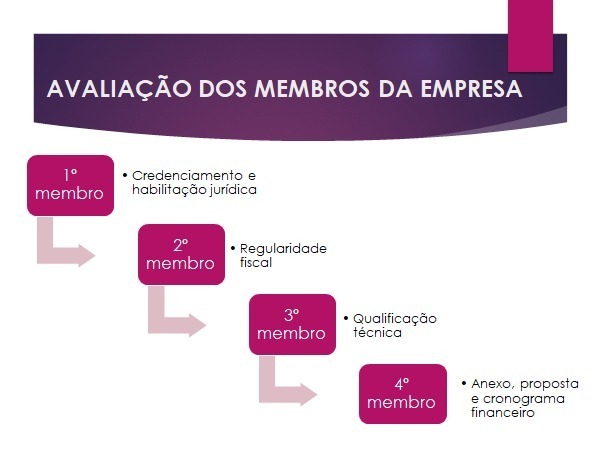 AVALIAÇÃO DOS MEMBROS DA EMPRESA
1º
membro
• Credenciamento e
habilitação jurídica
2º
membro
• Regularidade
fiscal
3º
membro
• Qualificação
técnica
4º
membro
• Anexo, proposta
e cronograma
financeiro